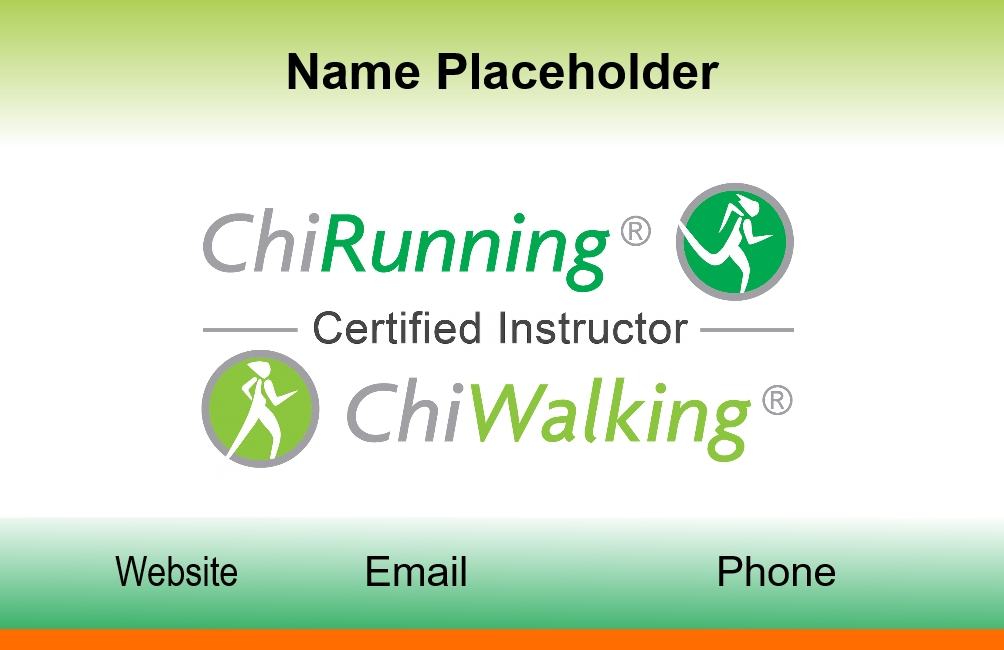 Name Placeholder
ChiRunning®
Certified Instructor
ChiWalking®
Website Email Phone